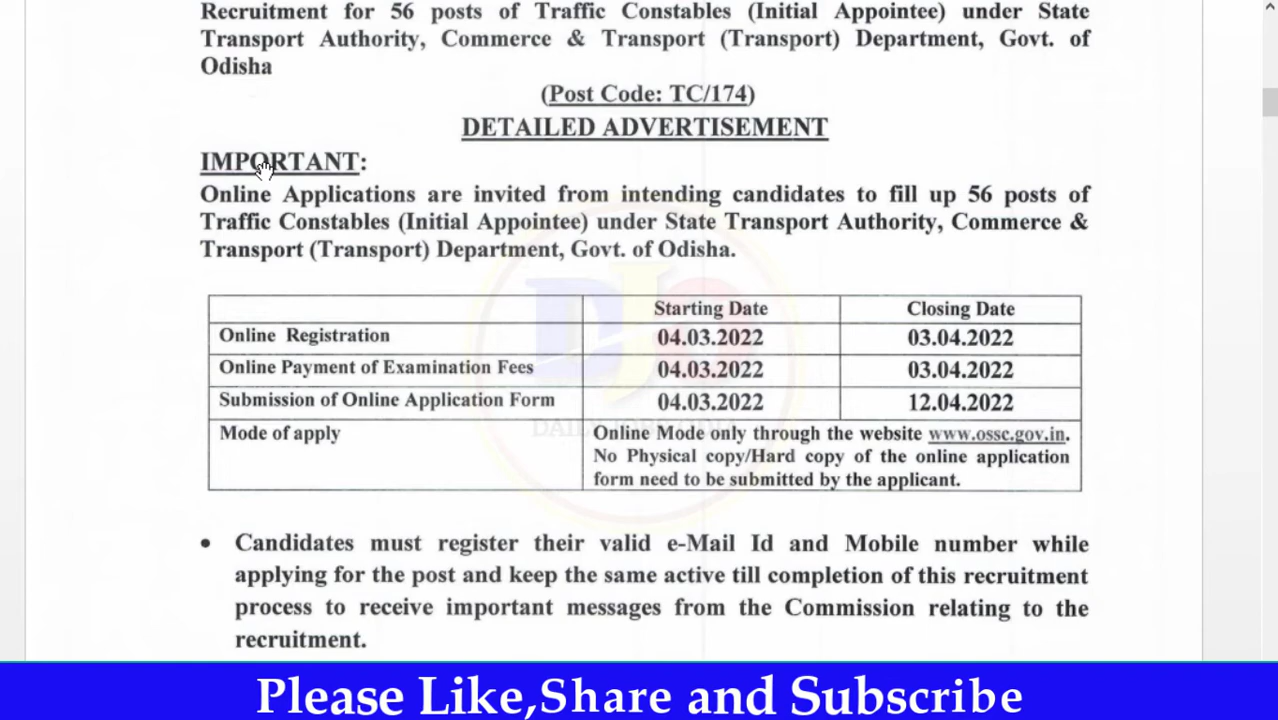 Recruitment for 56 posts of Traffic Constables (Initial Appointee) under State
Transport Authority, Commerce & Transport (Transport) Department, Govt. of
Odisha
(Post Code: TC/174)
DETAILED ADVERTISEMENT
IMPORTANT:
Online Applications are invited from intending candidates to fill up 56 posts of
Traffic Constables (Initial Appointee) under State Transport Authority, Commerce &
Transport (Transport) Department, Govt. of Odisha.
Starting Date Closing Date
Online Registration 04.03.2022 03.04.2022
Online Payment of Examination Fees 04.03.2022 03.04.2022
Submission of Online Application Form 04.03.2022 12.04.2022
Mode of apply Online Mode only through the website www.ossc.gov.in.
No Physical copy/Hard copy of the online application
form need to be submitted by the applicant.
• Candidates must register their valid e-Mail Id and Mobile number while
applying for the post and keep the same active till completion of this recruitment
process to receive important messages from the Commission relating to the
recruitment.
Please Like,Share and Subscribe